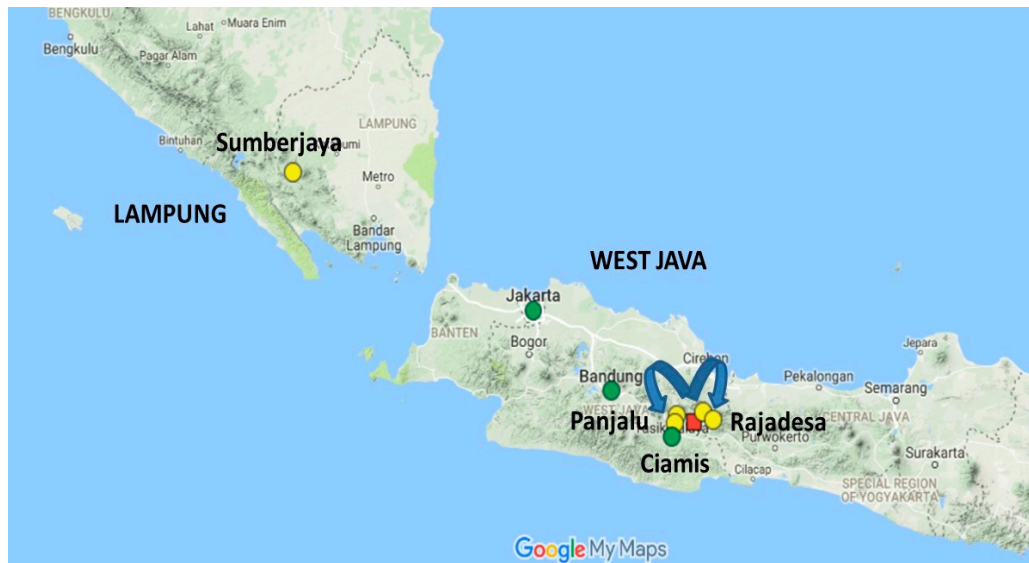 BENGKULU
Bengkulu
Lahat
Muara Enim
Pagar Alam
LAMPUNG
Bintuhan
Sumberjaya
Metro
LAMPUNG
Bandar
Lampung
WEST JAVA
Jakarta
BANTEN
Bogor
Cirebon
Jepara
Bandung
Pekalongan
Semarang
WEST JAVA
CENTRAL JAVA
Panjalu
Rajadesa
Purwokerto
Ciamis
Cilacap
Surakarta
SPECIAL REGION
OF YOGYAKARTA
Google My Maps